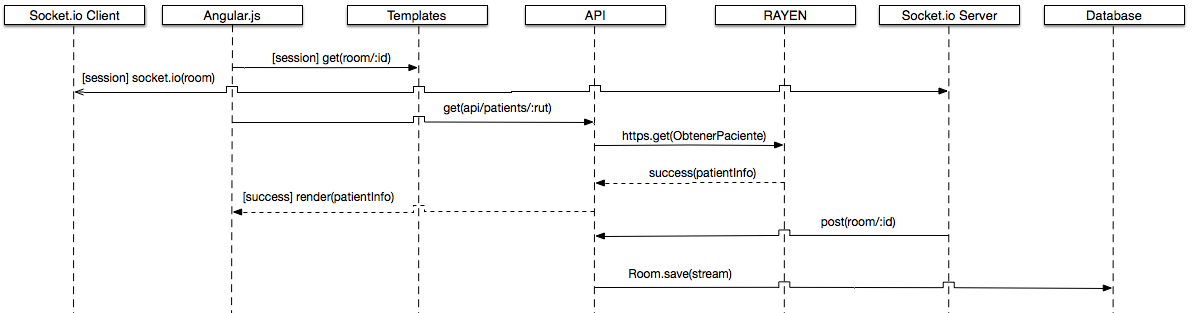 Socket.io Client
Angular.js
Templates
API
RAYEN
Socket.io Server
Database
[session] get(room/:id)
[session] socket.io(room)
get(api/patients/:rut)
https.get(ObtenerPaciente)
success(patientInfo)
[success] render(patientInfo)
post(room/:id)
Room.save(stream)